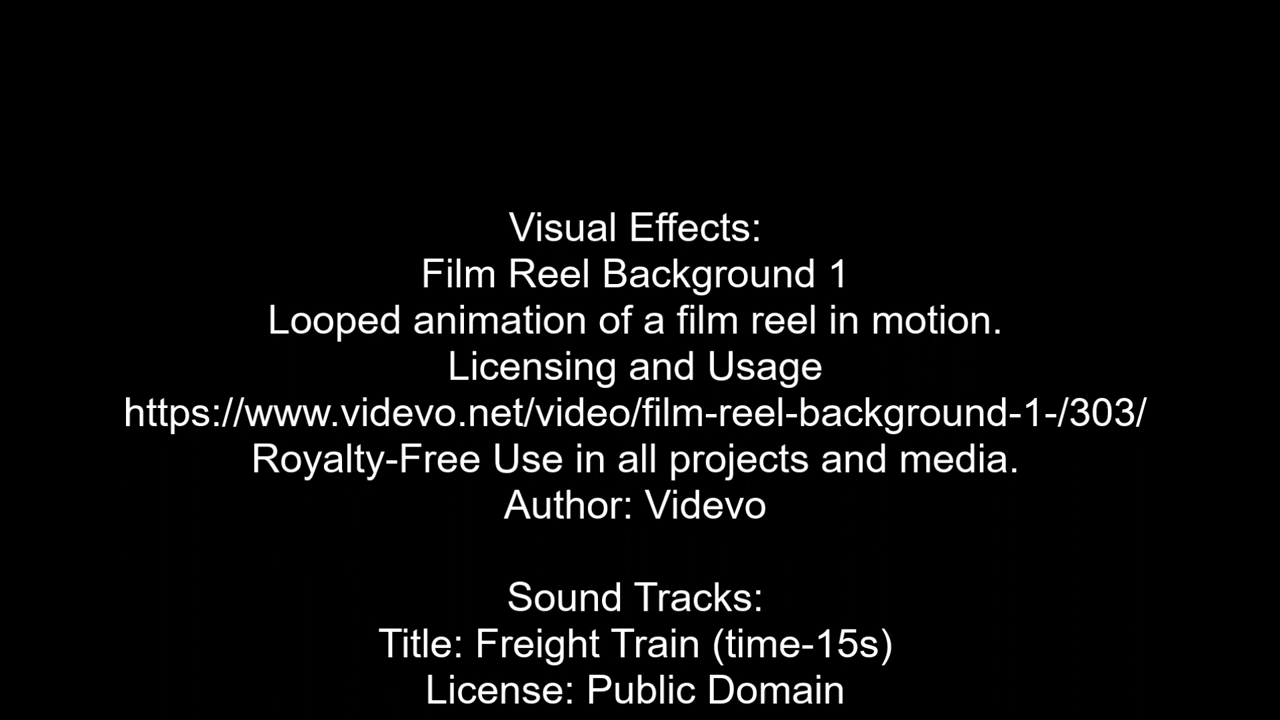 Visual Effects:
Film Reel Background 1
Looped animation of a film reel in motion.
Licensing and Usage
https://www.videvo.net/video/film-reel-background-1-/303/
Royalty-Free Use in all projects and media.
Author: Videvo
Sound Tracks:
Title: Freight Train (time-15s)
License: Public Domain